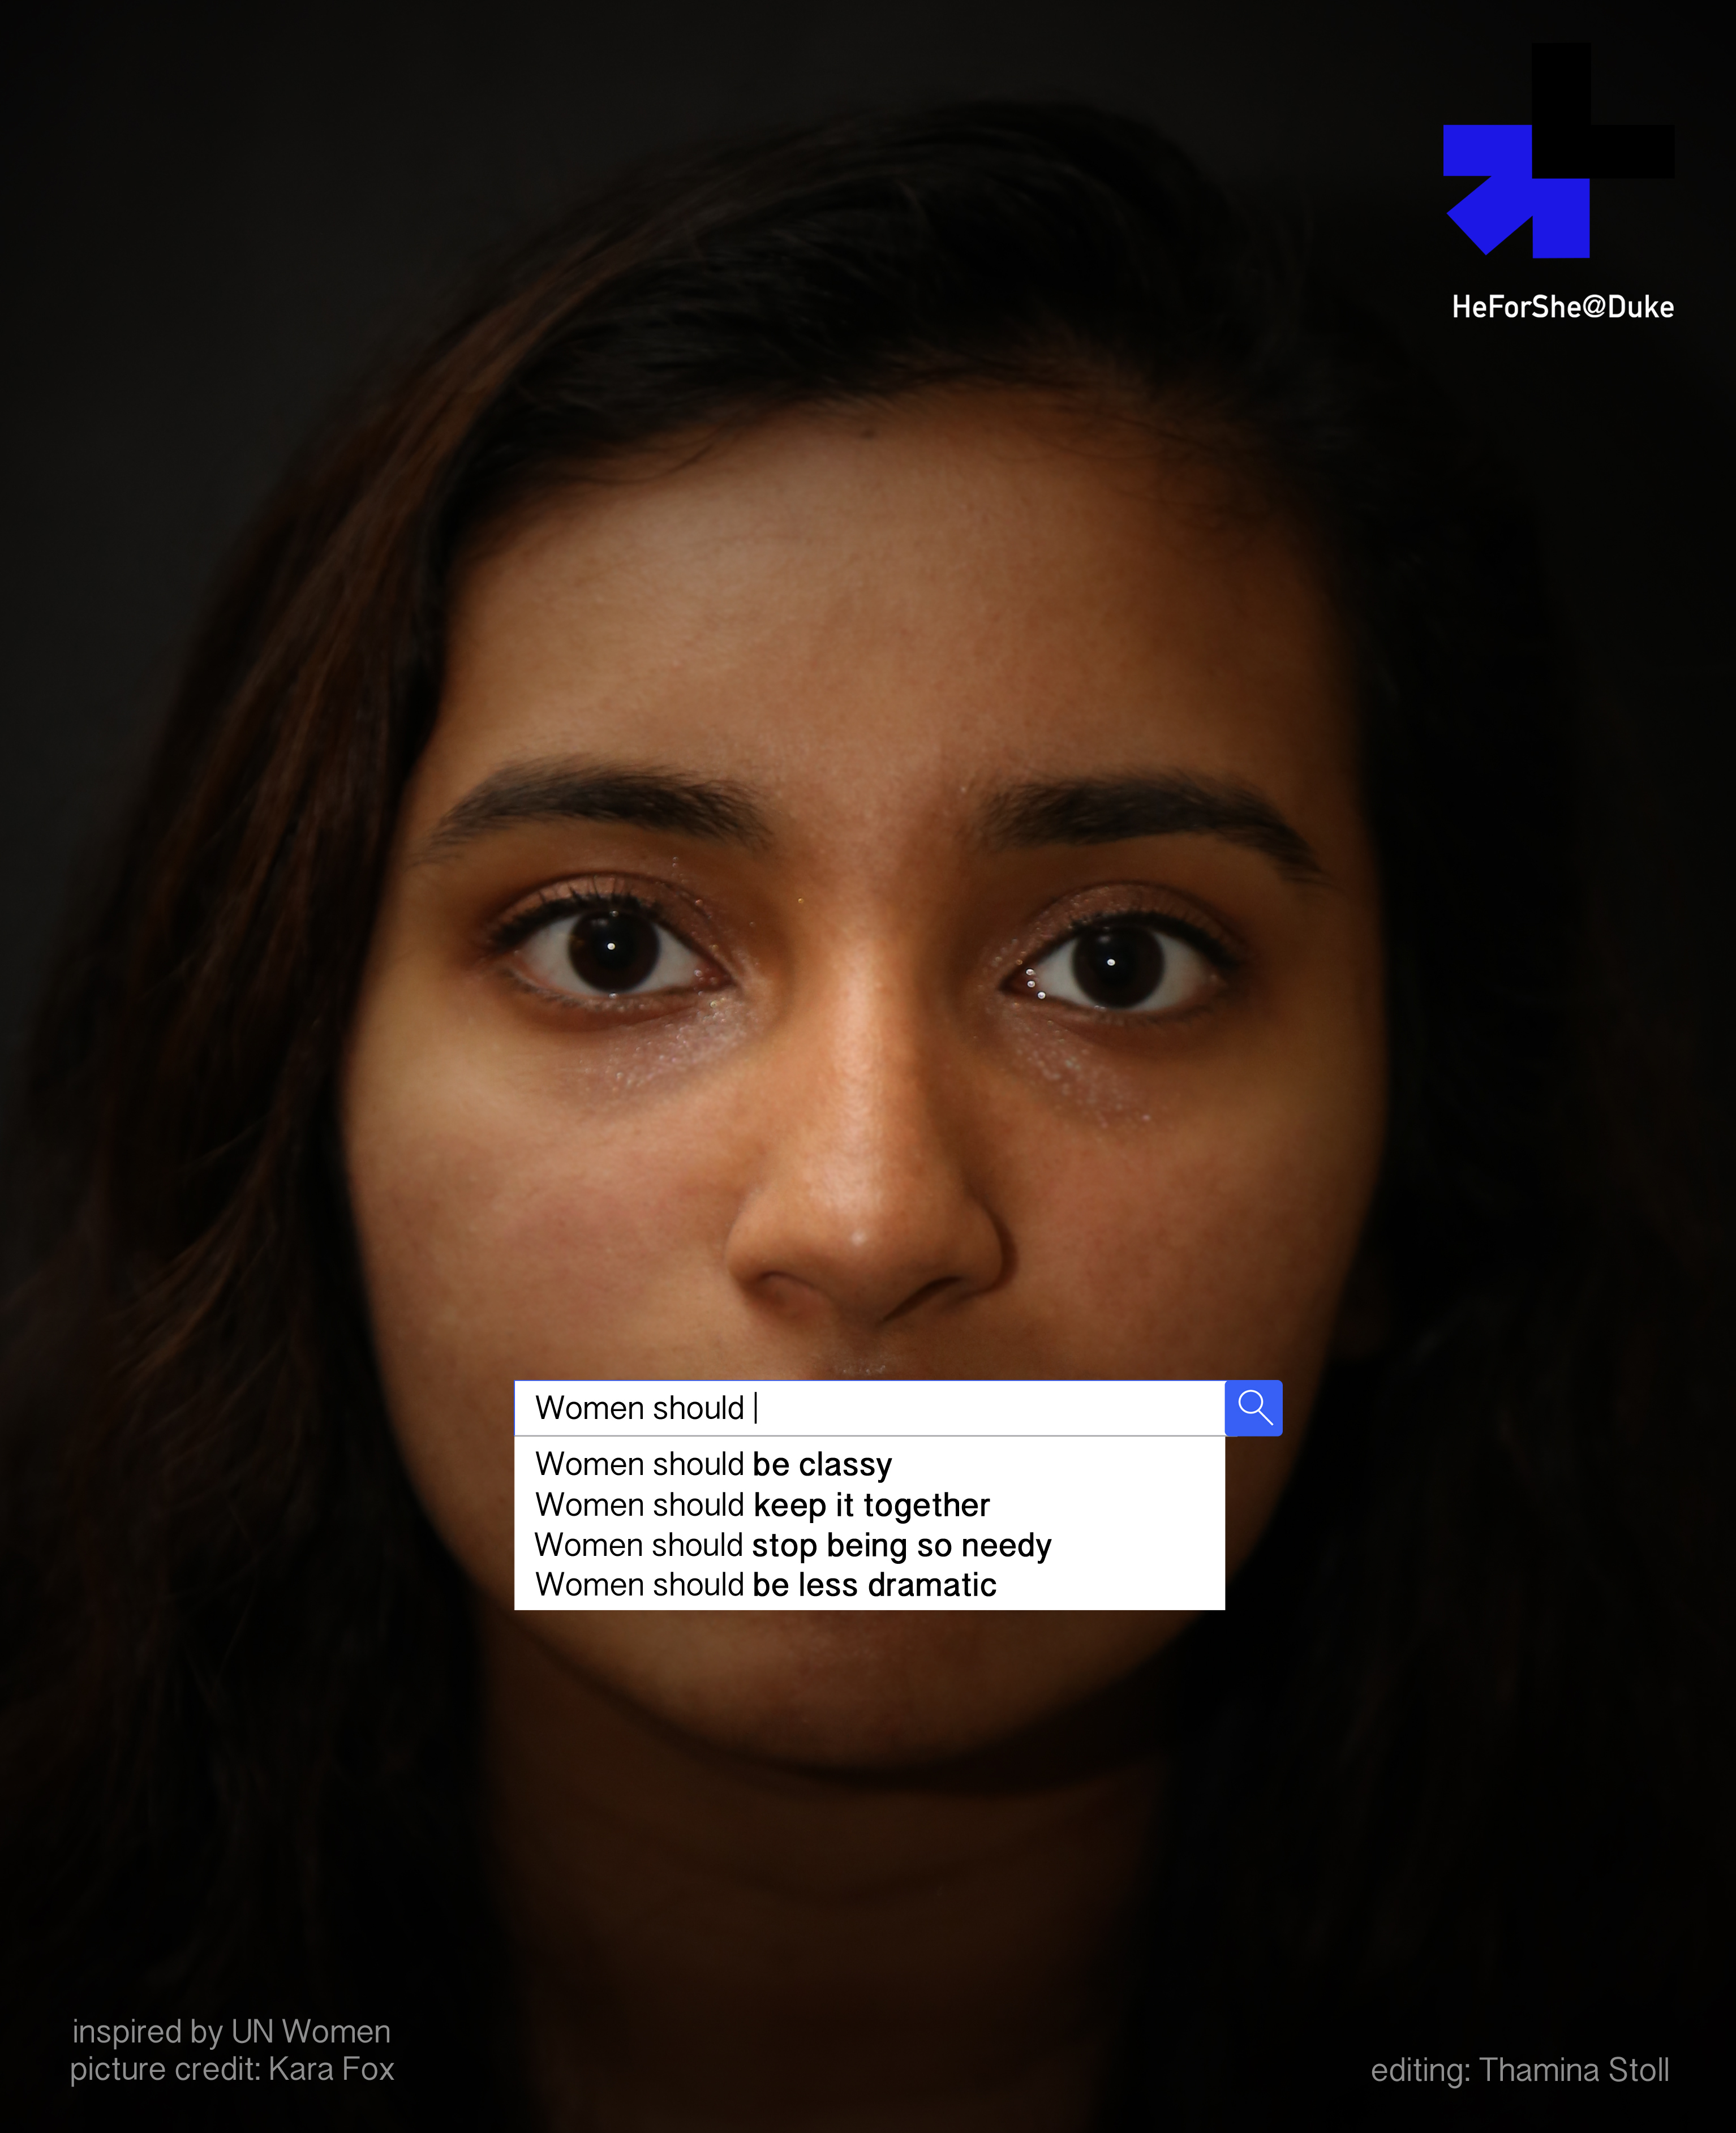 HeForShe@Duke
Women should
Women should be classy
Women should keep it together
Women should stop being so needy
Women should be less dramatic
inspired by UN Women
picture credit: Kara Fox
editing: Thamina Stoll